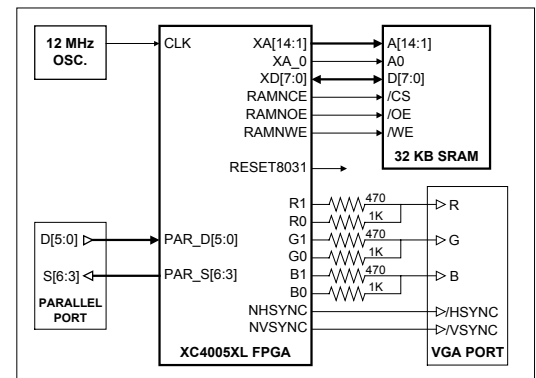 12 MHz
OSC.
CLK
XA[14:1]
XA_0
XD[7:0]
RAMNCE
RAMNOE
RAMNWE
RESET8031
A[14:1]
A0
D[7:0]
/CS
/OE
/WE
32 KB SRAM
R1
R0
G1
G0
B1
B0
NHSYNC
NVSYNC
470
1K
470
1K
470
1K
R
G
B
/HSYNC
/VSYNC
VGA PORT
D[5:0]
S[6:3]
PARALLEL
PORT
PAR_D[5:0]
PAR_S[6:3]
XC4005XL FPGA